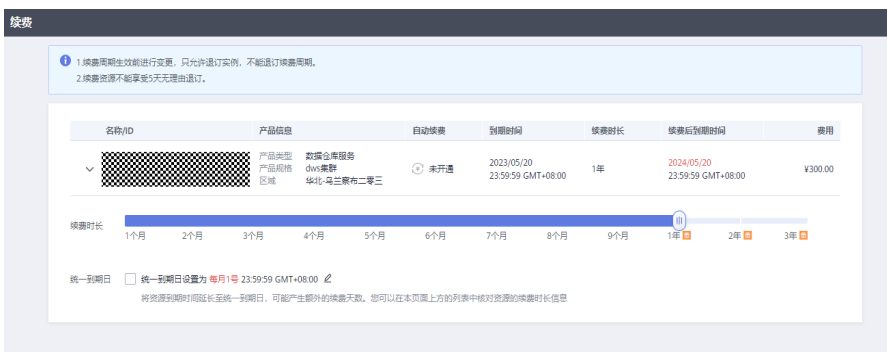 续费
1.续费周期生效前进行变更，只允许退订实例，不能退订续费周期。
2.续费资源不能享受5天无理由退订。
名称/ID 产品信息 自动续费 到期时间 续费时长 续费后到期时间 费用
产品类型 数据仓库服务
产品规格 dws集群
区域 华北-乌兰察布二零三
未开通
2023/05/20
23:59:59 GMT+08:00
1年
2024/05/20
23:59:59 GMT+08:00
¥300.00
续费时长
1个月 2个月 3个月 4个月 5个月 6个月 7个月 8个月 9个月 1年 2年 3年
统一到期日 统一到期日设置为 每月1号 23:59:59 GMT+08:00
将资源到期时间延长至统一到期日，可能产生额外的续费天数。您可以在本页面上方的列表中核对资源的续费时长信息